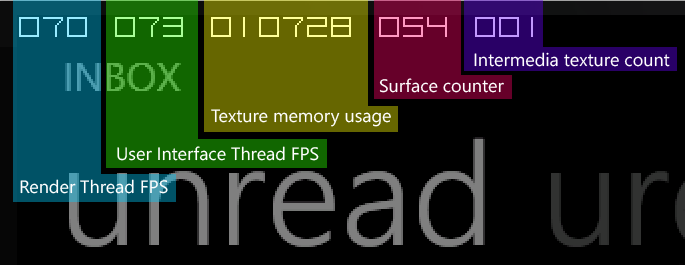 070 073 010728 054 001
INBOX
Intermedia texture count
Surface counter
Texture memory usage
User Interface Thread FPS
Render Thread FPS
unread